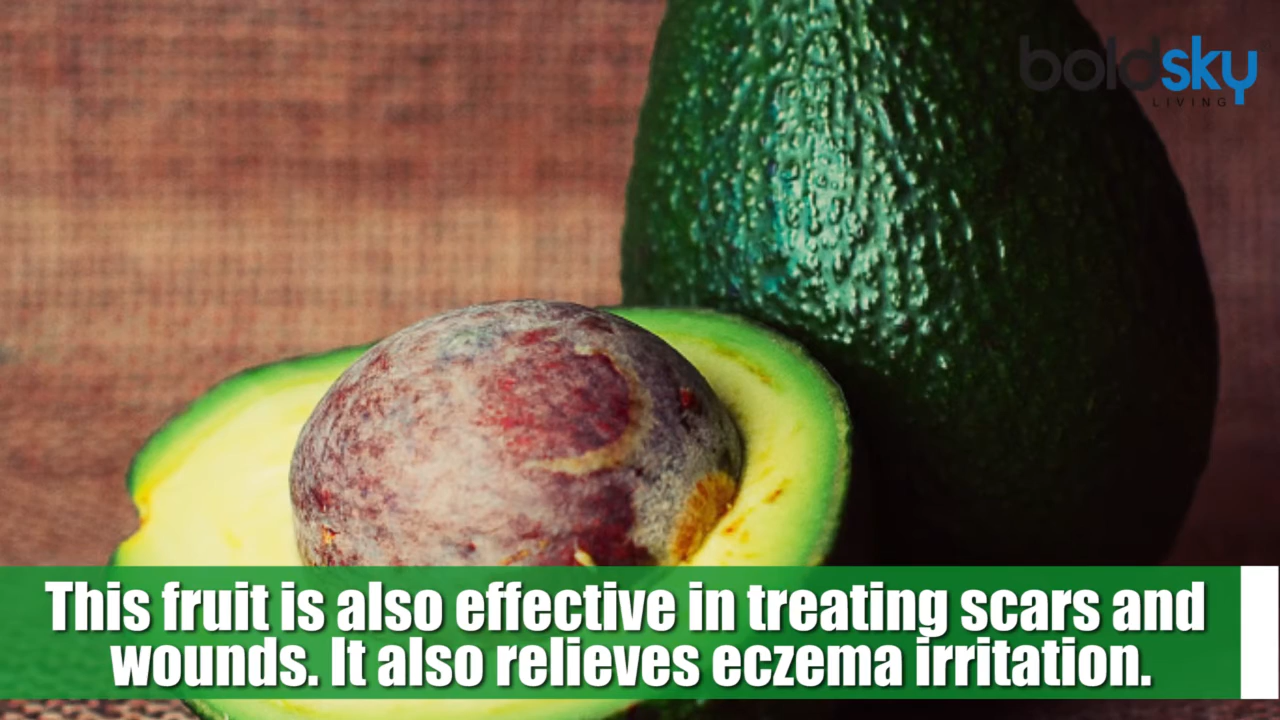 boldsky
LIVING
This fruit is also effective in treating scars and
wounds. It also relieves eczema irritation.